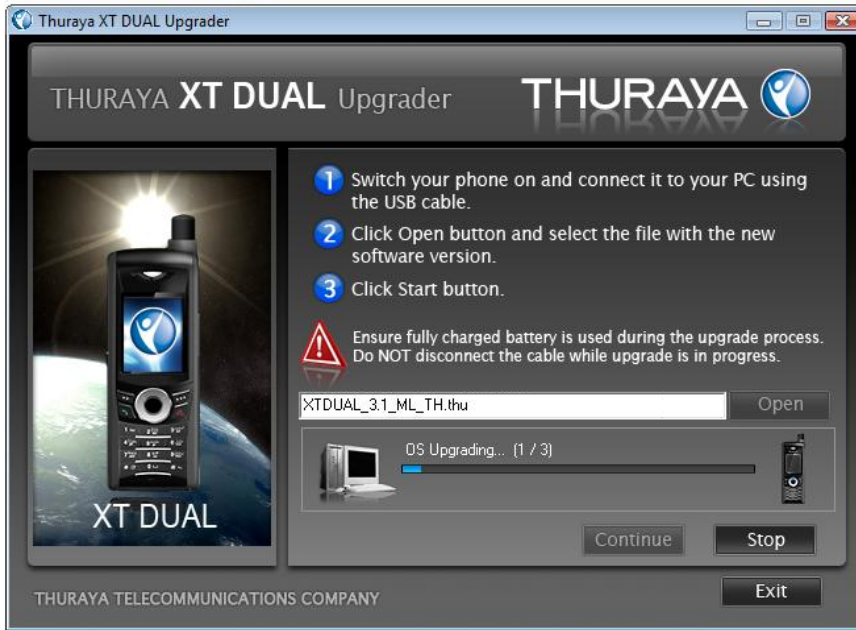 Thuraya XT DUAL Upgrader
THURAYA XT DUAL Upgrader
THURAYA
1 Switch your phone on and connect it to your PC using
the USB cable.
2 Click Open button and select the file with the new
software version.
3 Click Start button.
Ensure fully charged battery is used during the upgrade process.
Do NOT disconnect the cable while upgrade is in progress.
XTDUAL_3.1_ML_TH.thu
Open
OS Upgrading... (1 / 3)
XT DUAL
Continue
Stop
THURAYA TELECOMMUNICATIONS COMPANY
Exit